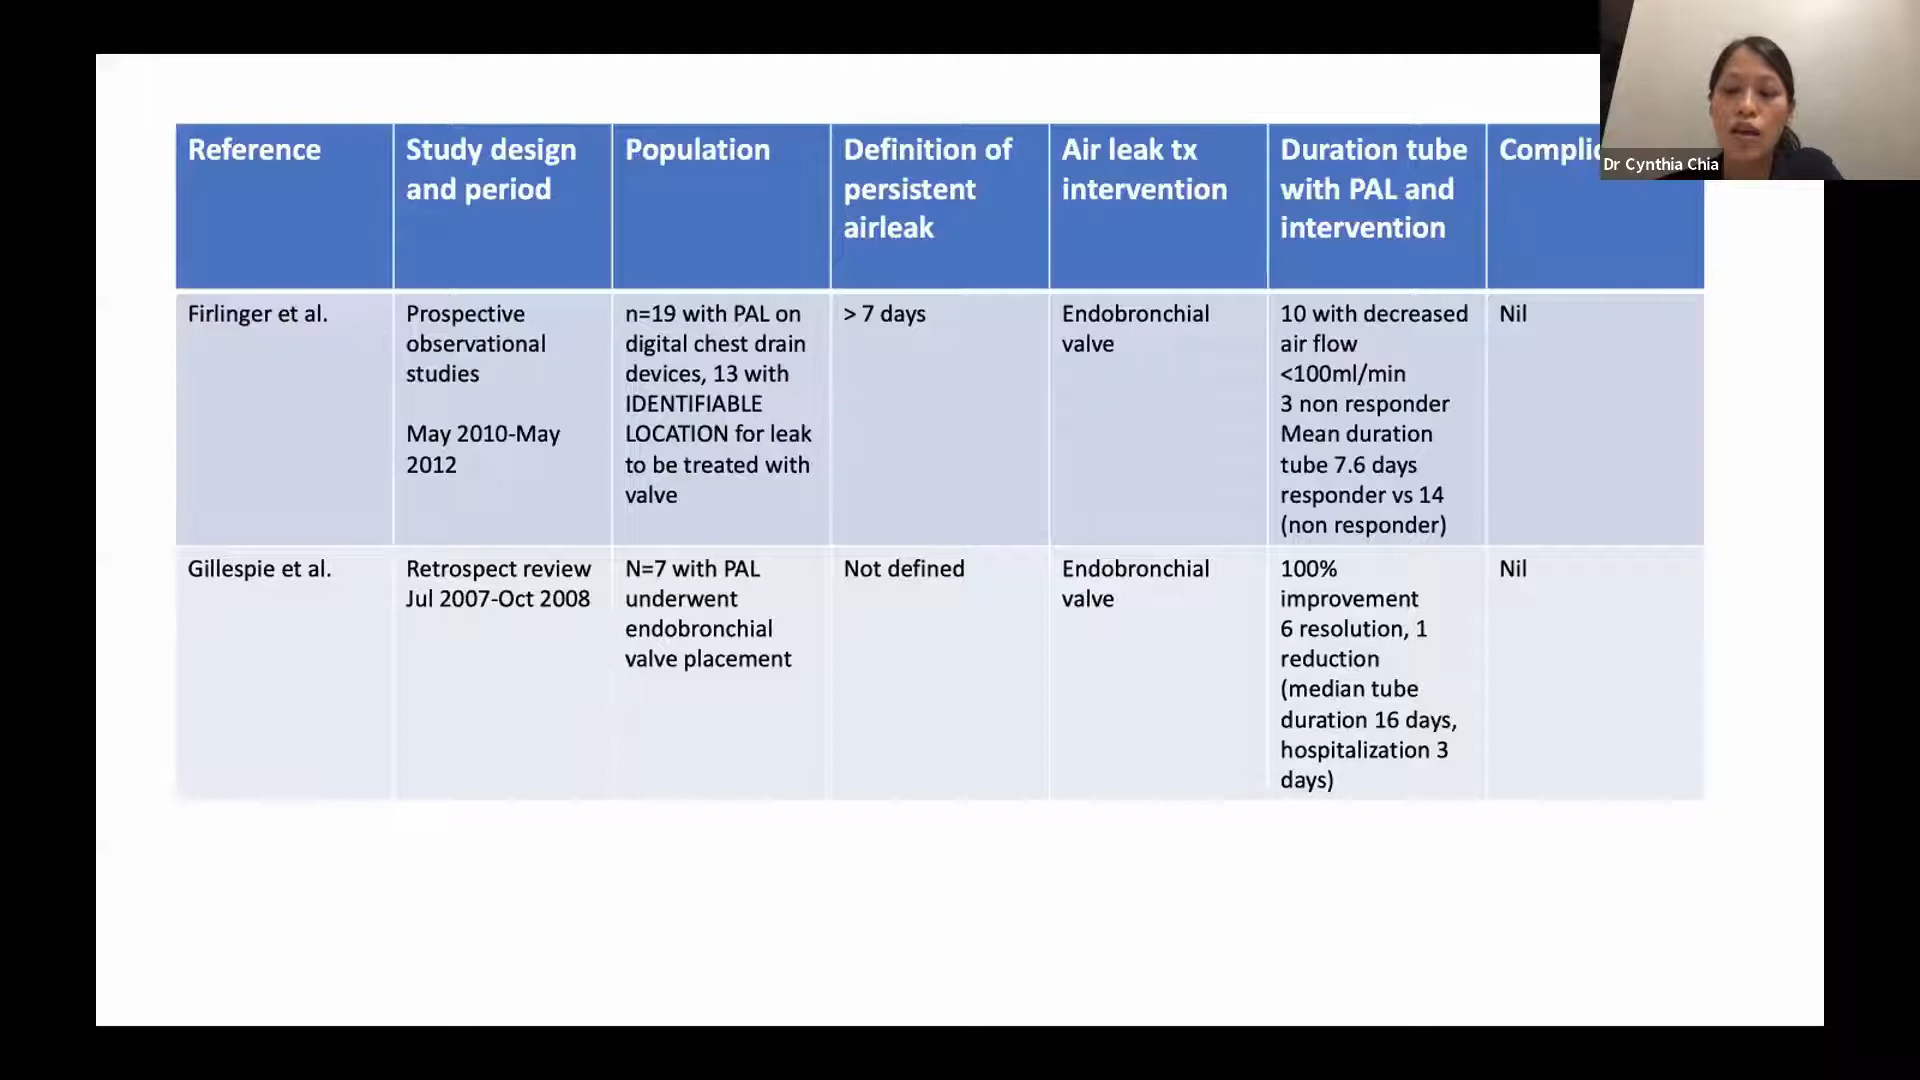 Reference
Study design
and period
Population
Definition of
persistent
airleak
Air leak tx
intervention
Duration tube
with PAL and
intervention
Dr Cynthia Chia
Firlinger et al.
Prospective
observational
studies
May 2010-May
2012
n=19 with PAL on
digital chest drain
devices, 13 with
IDENTIFIABLE
LOCATION for leak
to be treated with
valve
> 7 days
Endobronchial
valve
10 with decreased
air flow
<100ml/min
3 non responder
Mean duration
tube 7.6 days
responder vs 14
(non responder)
Nil
Gillespie et al.
Retrospect review
Jul 2007-Oct 2008
N=7 with PAL
underwent
endobronchial
valve placement
Not defined
Endobronchial
valve
100%
improvement
6 resolution, 1
reduction
(median tube
duration 16 days,
hospitalization 3
days)
Nil